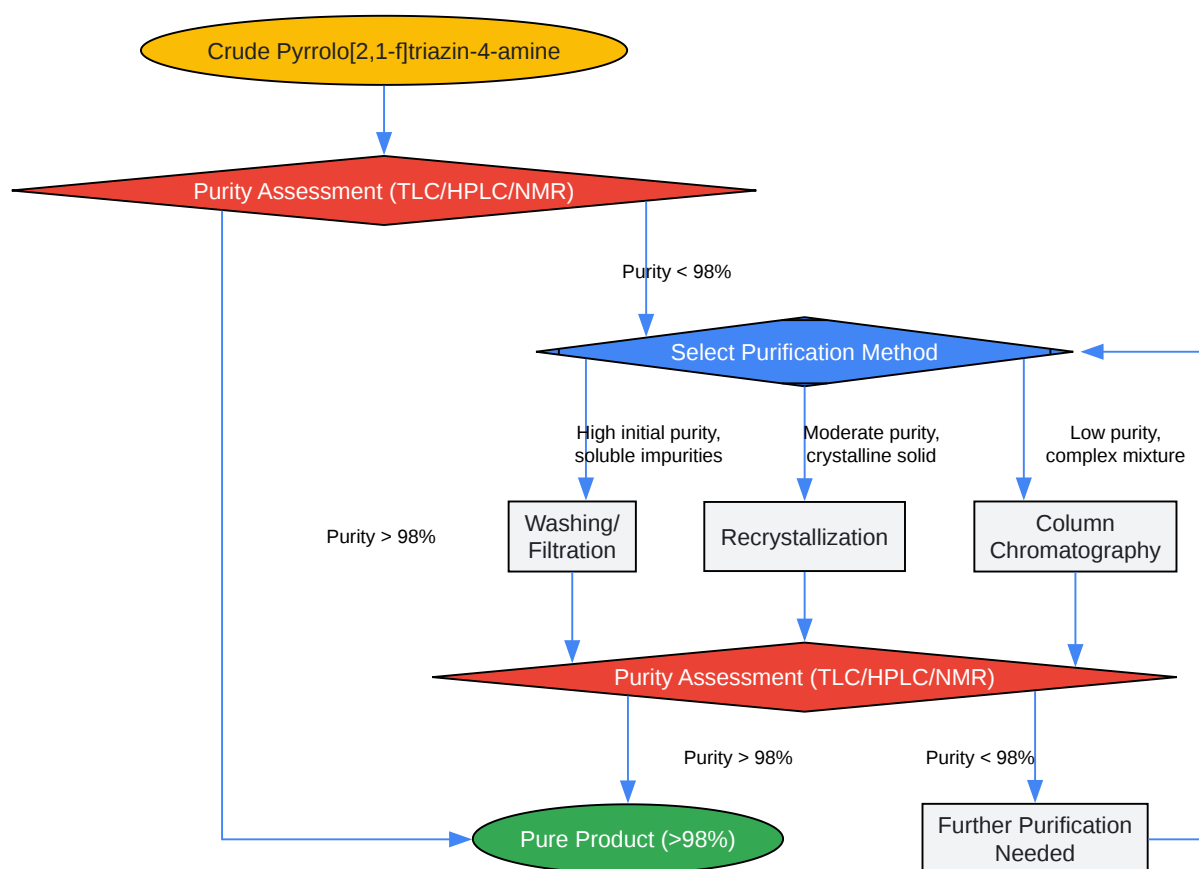 Crude Pyrrolo[2,1-f]triazin-4-amine
Purity Assessment (TLC/HPLC/NMR)
Purity < 98%
Select Purification Method
High initial purity,
soluble impurities
Moderate purity,
crystalline solid
Low purity,
complex mixture
Purity > 98%
Washing/
Filtration
Recrystallization
Column
Chromatography
Purity Assessment (TLC/HPLC/NMR)
Purity > 98%
Purity < 98%
Pure Product (>98%)
Further Purification
Needed